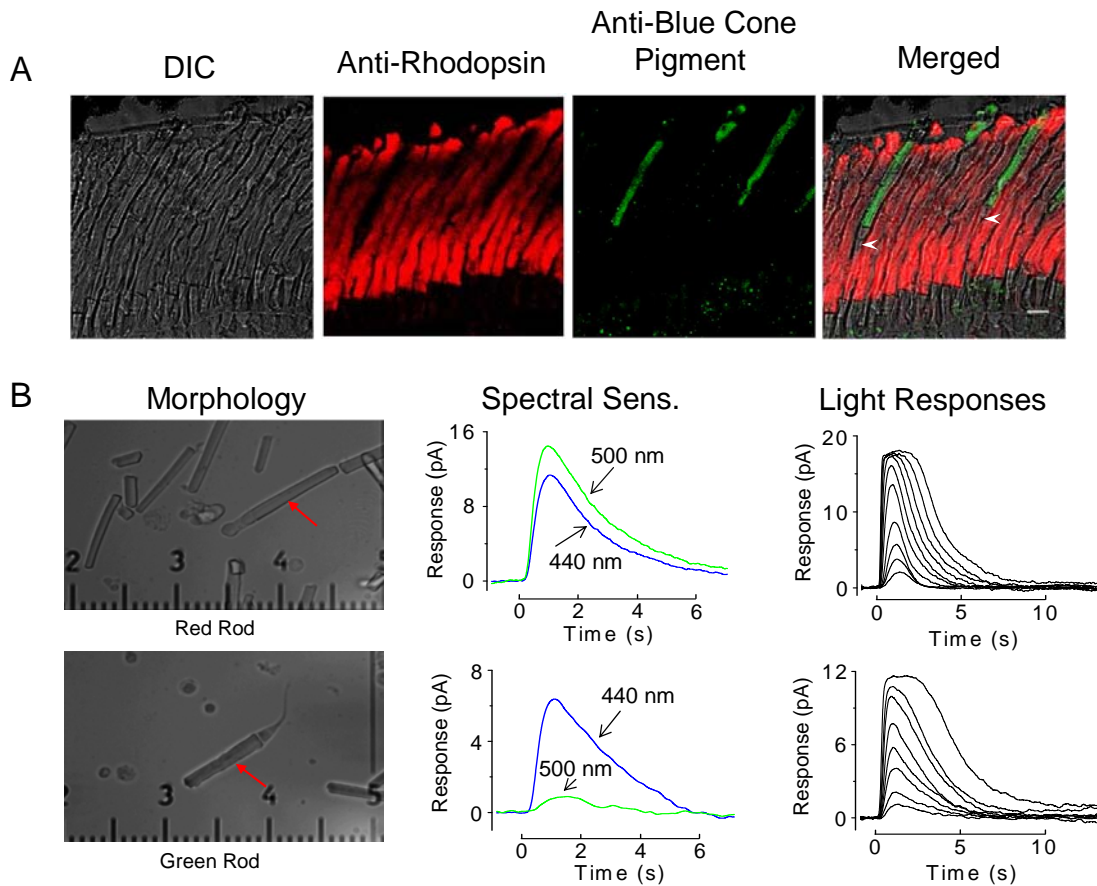 A
DIC
Anti-Rhodopsin
Anti-Blue Cone
Pigment
Merged
B
Morphology
Spectral Sens.
Light Responses
2 3 4 5
Red Rod
Response (pA)
16
8
0
500 nm
440 nm
0 2 4 6
Time (s)
Response (pA)
20
10
0
0 5 10
Time (s)
2 3 4 5
Green Rod
Response (pA)
8
4
0
440 nm
500 nm
0 2 4 6
Time (s)
Response (pA)
12
6
0
0 5 10
Time (s)